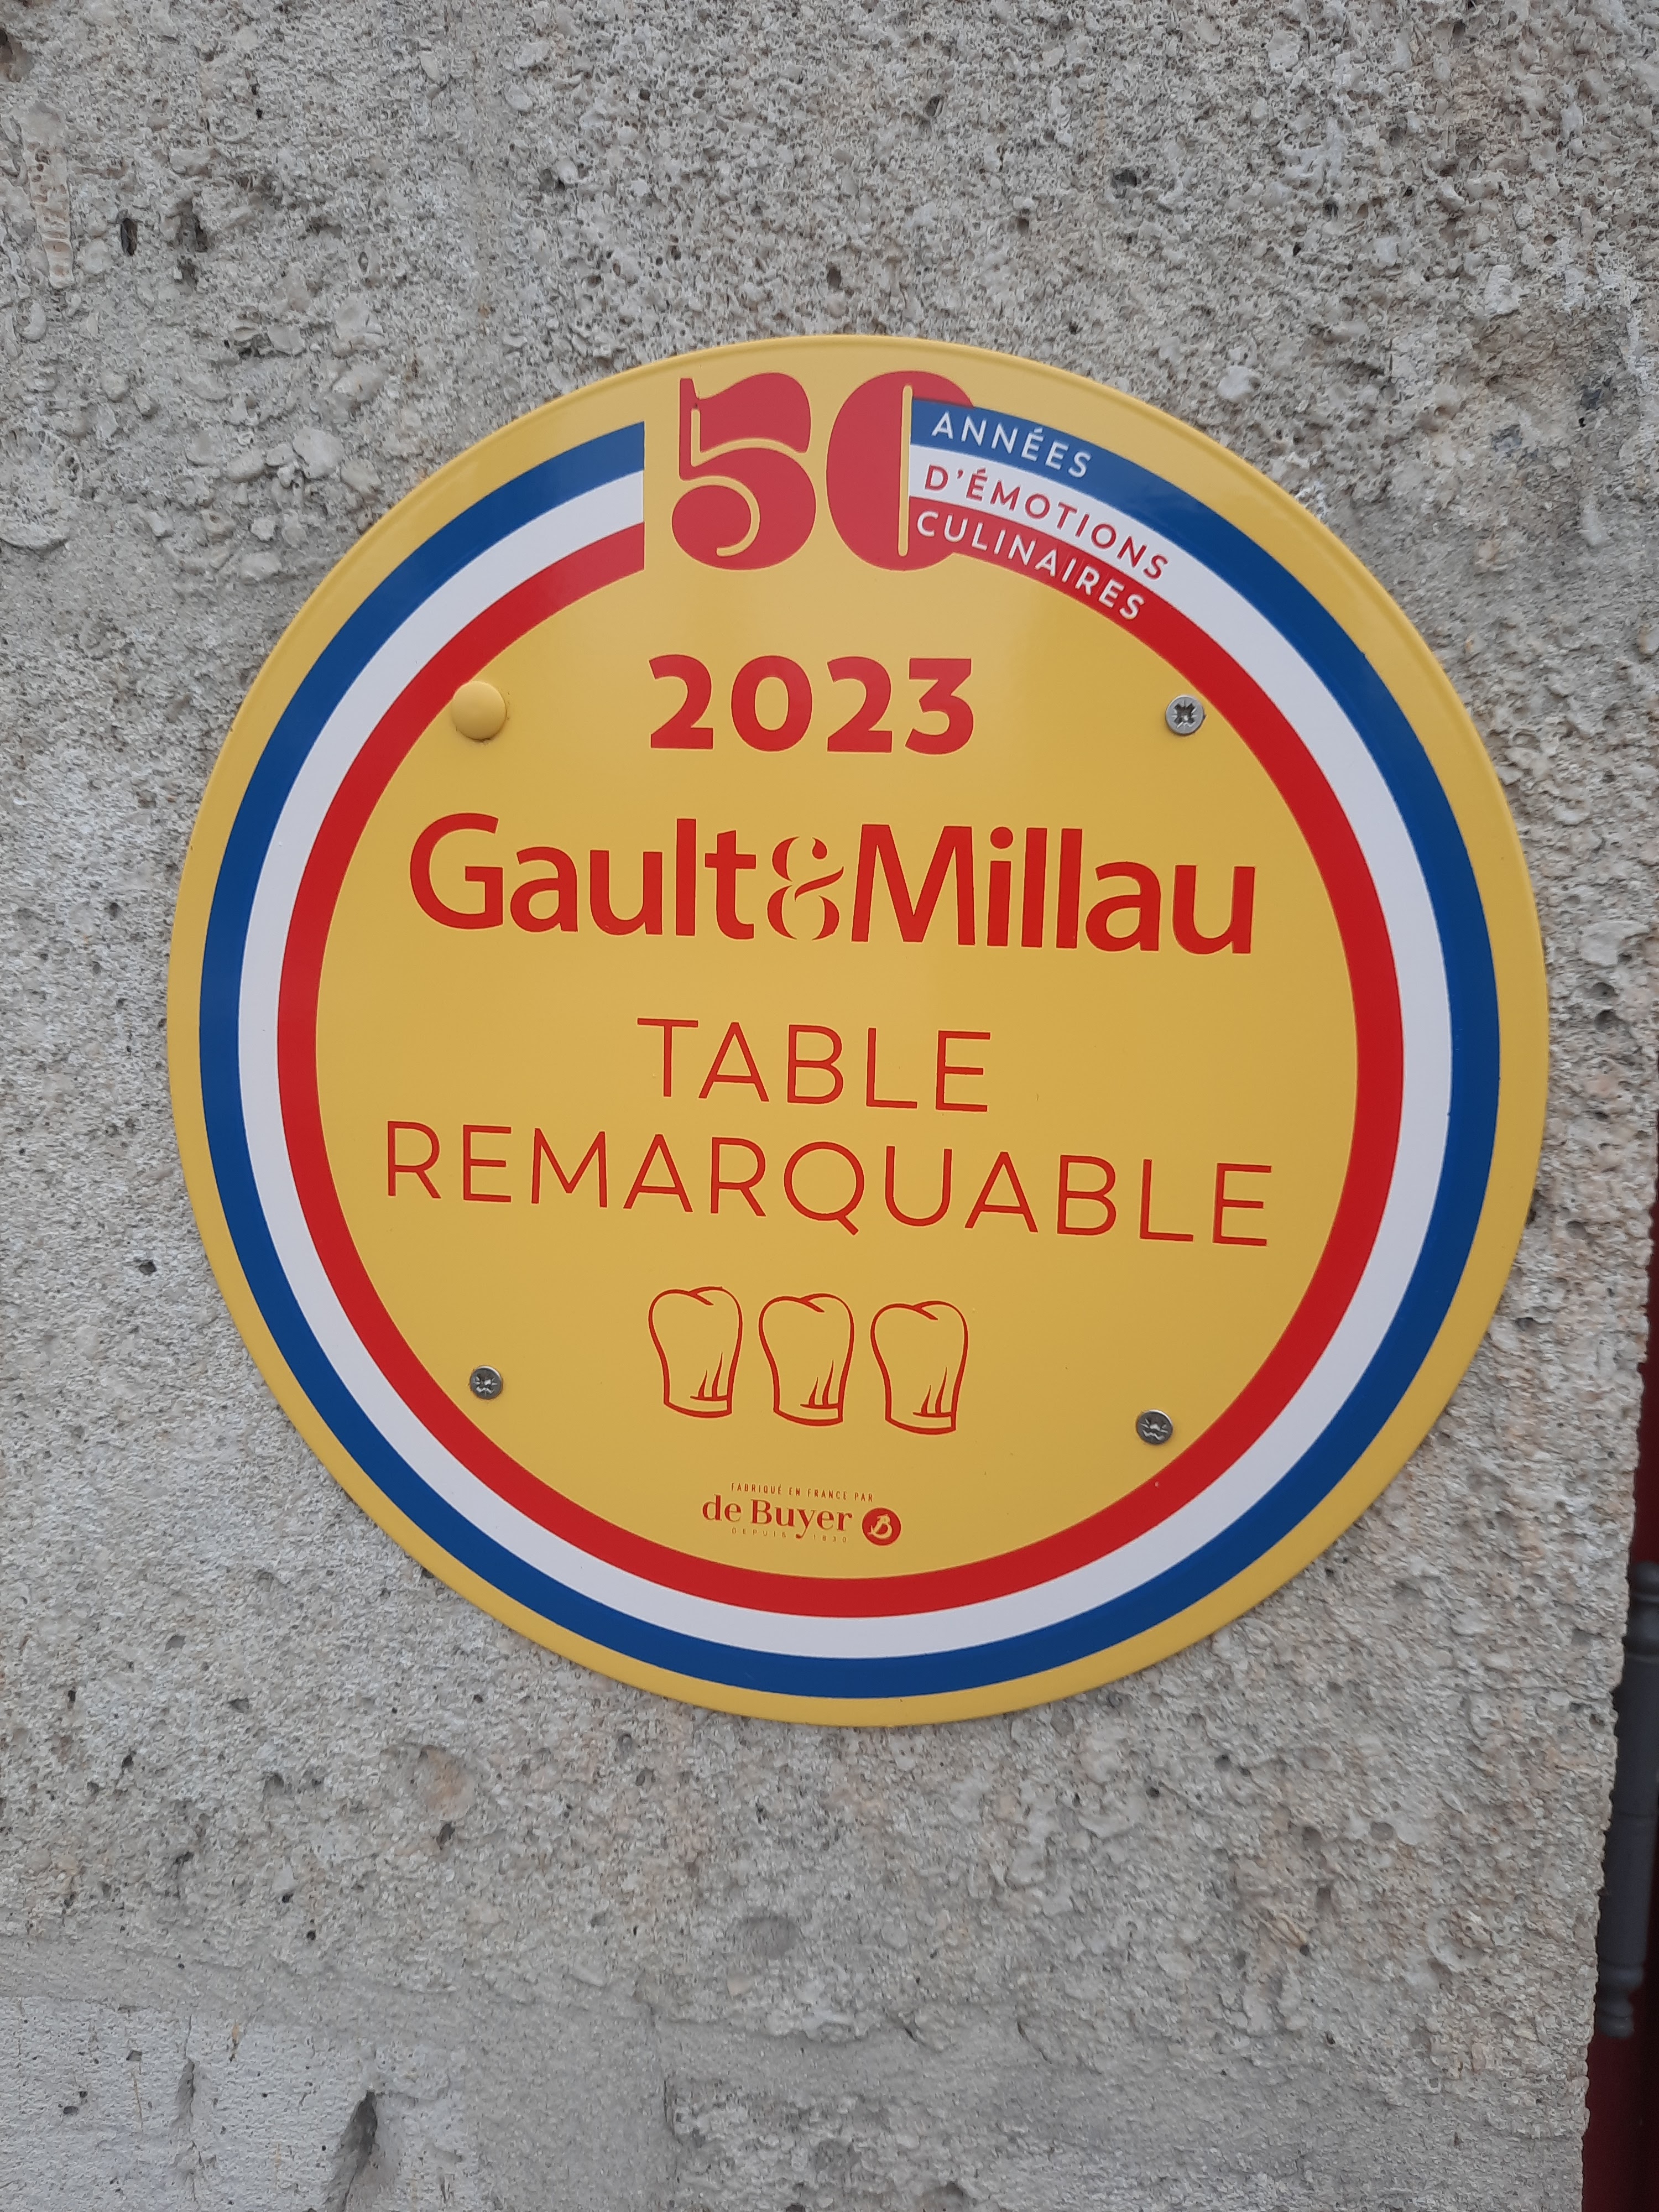 50
ANNÉES
D'ÉMOTIONS
CULINAIRES
2023
Gault&Millau
TABLE
REMARQUABLE
FABRIQUÉ EN FRANCE PAR
de Buyer
DEPUIS 1830